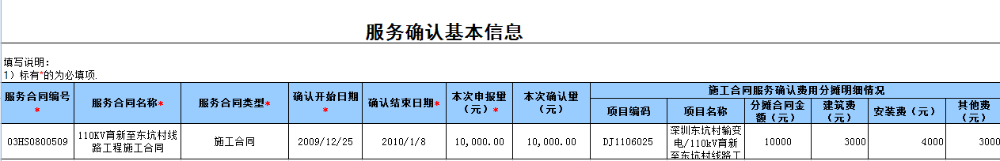 服务确认基本信息
填写说明：
1）标有*的为必填项.
施工合同服务确认费用分摊明细情况
服务合同编号
*
服务合同名称*
服务合同类型*
确认开始日期
*
确认结束日期*
本次申报量
（元）*
本次确认量
（元）
项目编码
项目名称
分摊合同金
额（元）
建筑费
（元）
安装费（元）
其他费
（元）
03HS0800509
110KV育新至东坑村线
路工程施工合同
施工合同
2009/12/25
2010/1/8
10,000.00
10,000.00
DJ1106025
深圳东坑村输变
电/110kV育新
至东坑村线路工
10000
3000
4000
3000